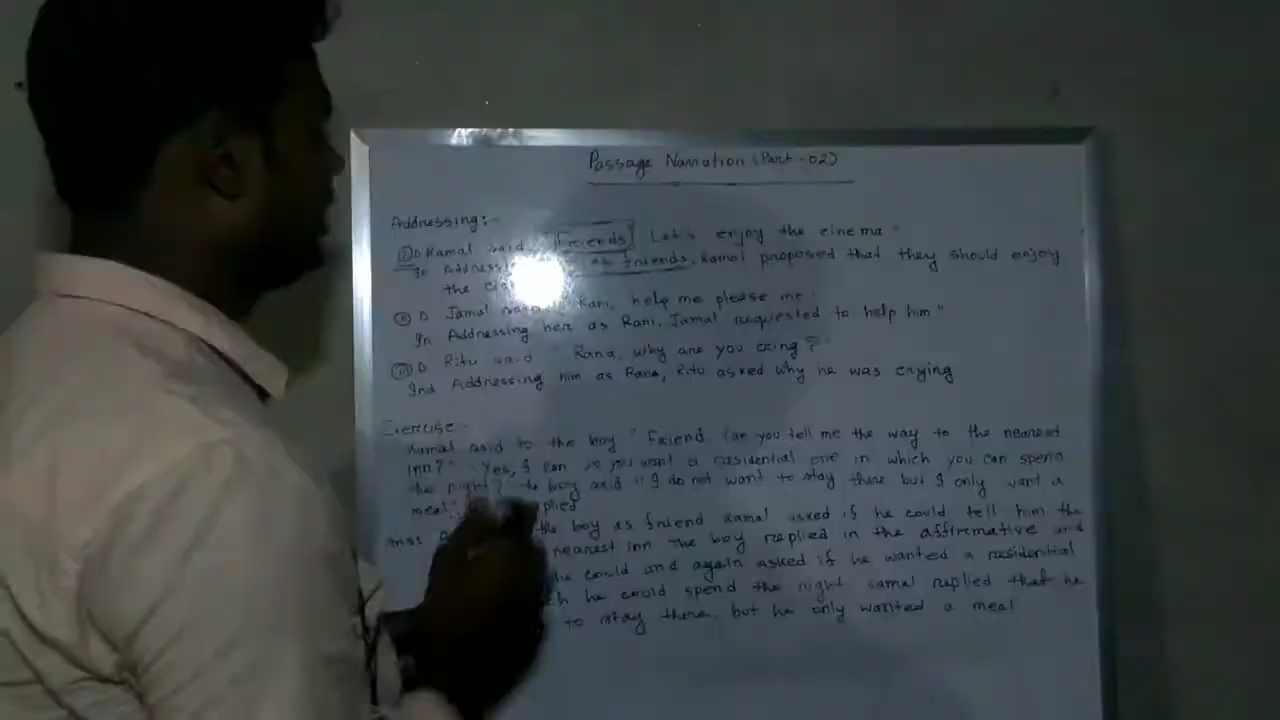 Passage Narration (Part - 02)
Addressing:-
(i) D Kamal said Friends Let's enjoy the cinema"
In Address as friends, Kamal proposed that they should enjoy
the
(ii) D Jamal Rani, help me please me
In Addressing her as Rani, Jamal requested to help him"
(iii) D Ritu said " Rana, why are you cring?"
Ind Addressing him as Rana, Ritu asked why he was crying
Exercise:-
Kamal said to the boy " Friend Can you tell me the way to the nearest
inn?" Yes, I can Do you want a residential one in which you can spend
the night? the boy said "I do not want to stay there but I only want a
meal"
Ans: the boy as friend Kamal asked if he could tell him the
nearest inn The boy replied in the affirmative and
he could and again asked if he wanted a residential
he could spend the night Kamal replied that he
to stay there, but he only wanted a meal